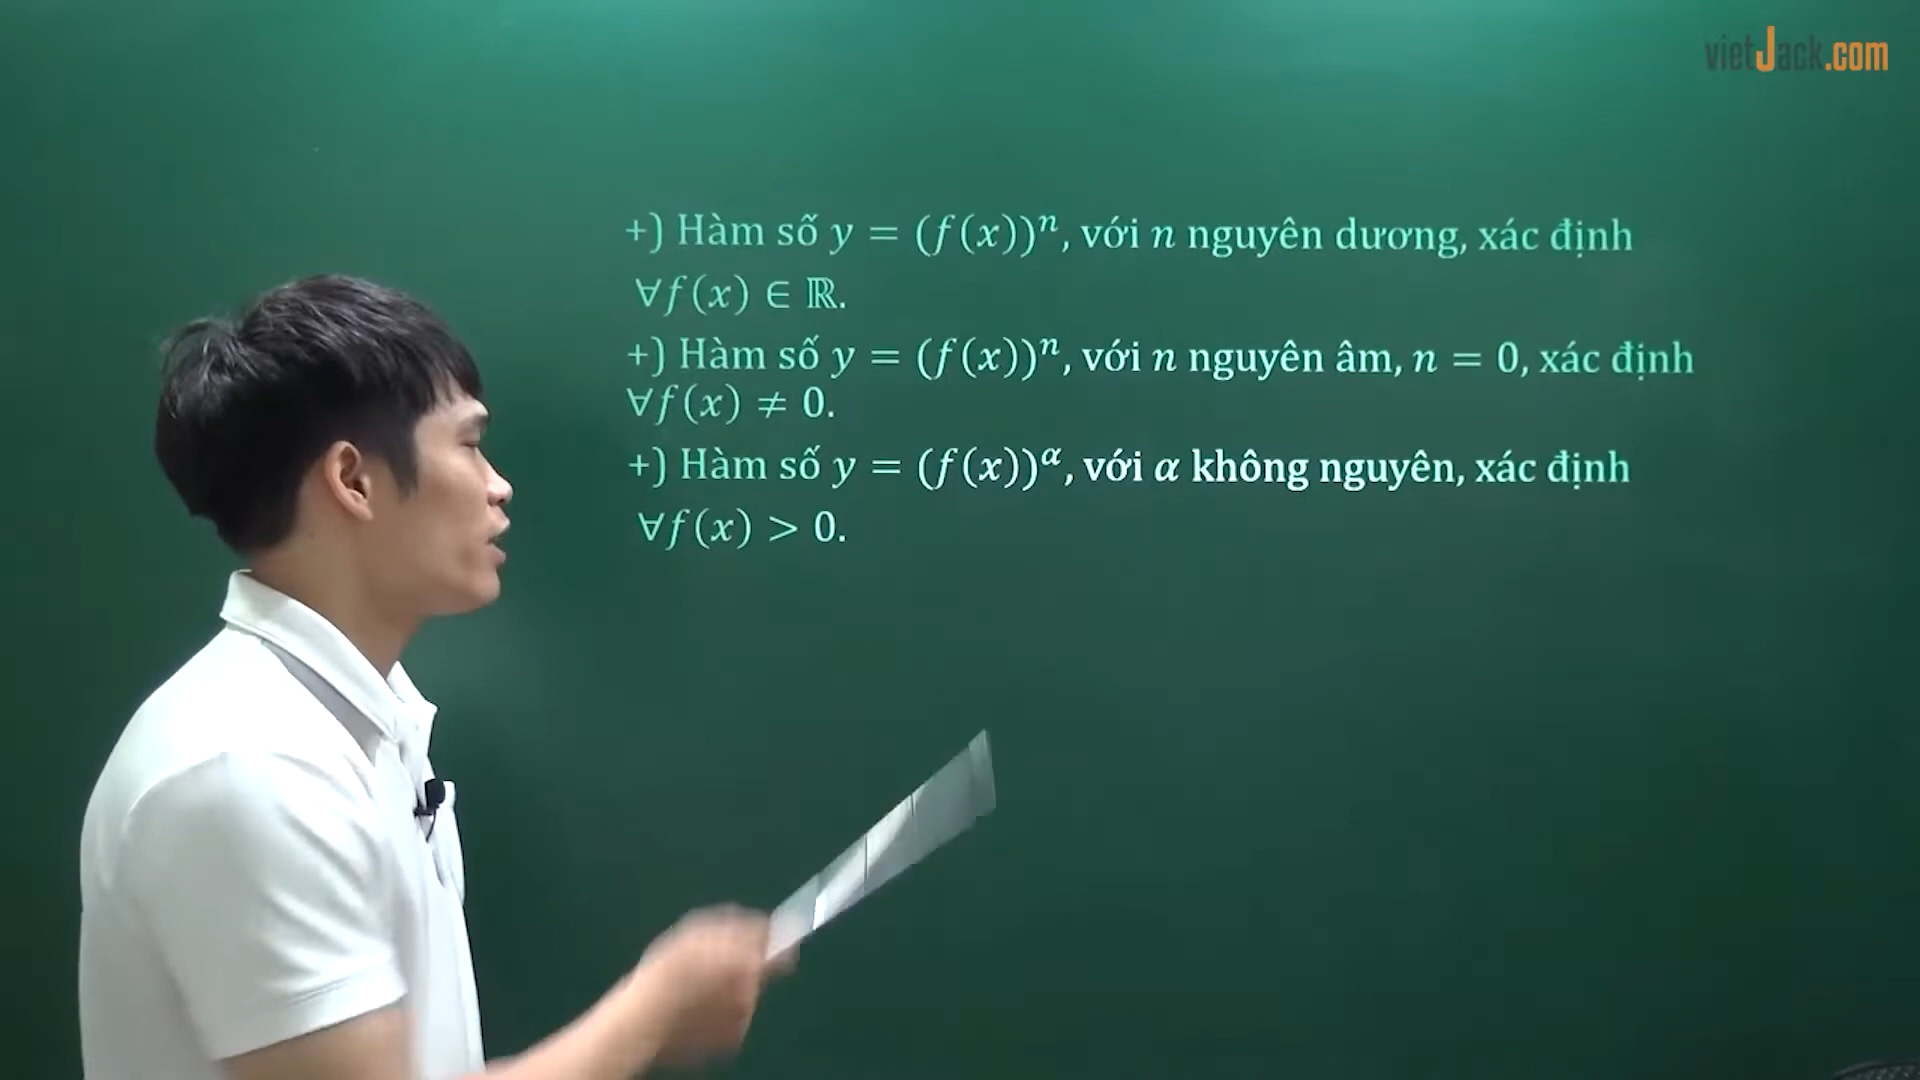 vietJack.com
+) Hàm số y = (f(x))ⁿ, với n nguyên dương, xác định
∀f(x) ∈ ℝ.
+) Hàm số y = (f(x))ⁿ, với n nguyên âm, n = 0, xác định
∀f(x) ≠ 0.
+) Hàm số y = (f(x))^α, với α không nguyên, xác định
∀f(x) > 0.